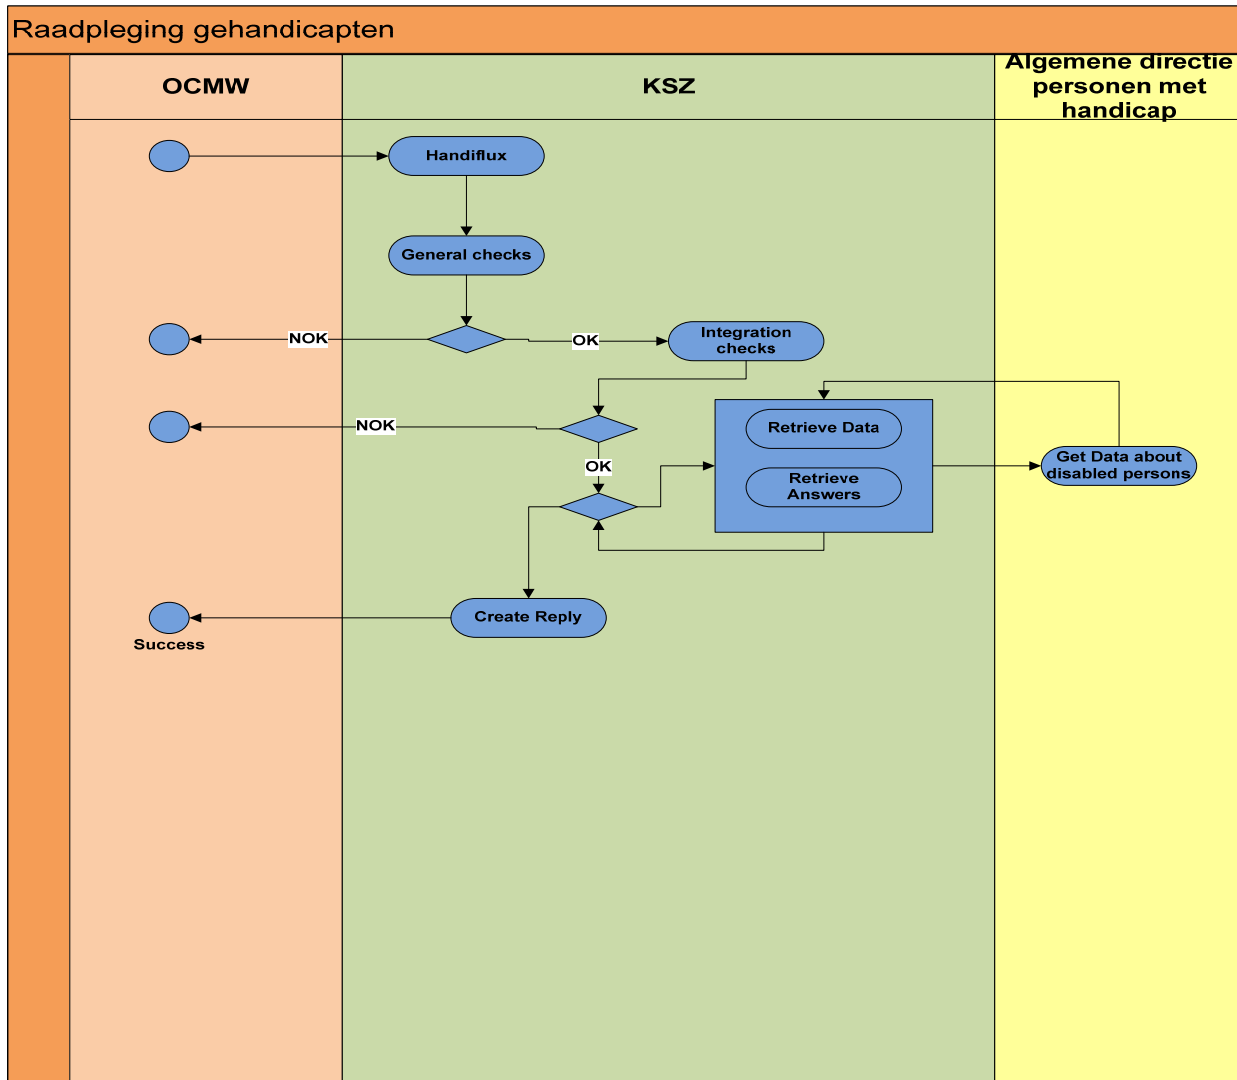 Raadpleging gehandicapten
OCMW
KSZ
Algemene directie
personen met
handicap
Handiflux
General checks
NOK
OK
Integration
checks
NOK
Retrieve Data
OK
Retrieve
Answers
Get Data about
disabled persons
Create Reply
Success